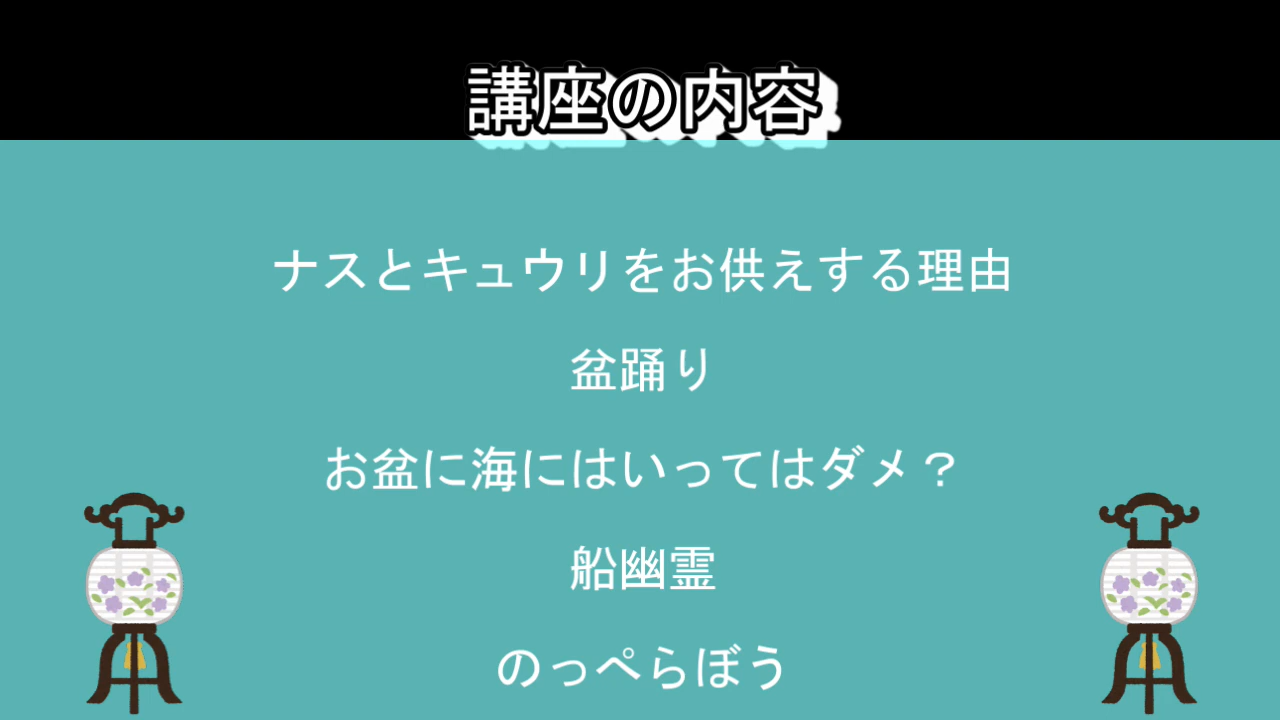 講座の内容
ナスとキュウリをお供えする理由
盆踊り
お盆に海にはいってはダメ？
船幽霊
のっぺらぼう